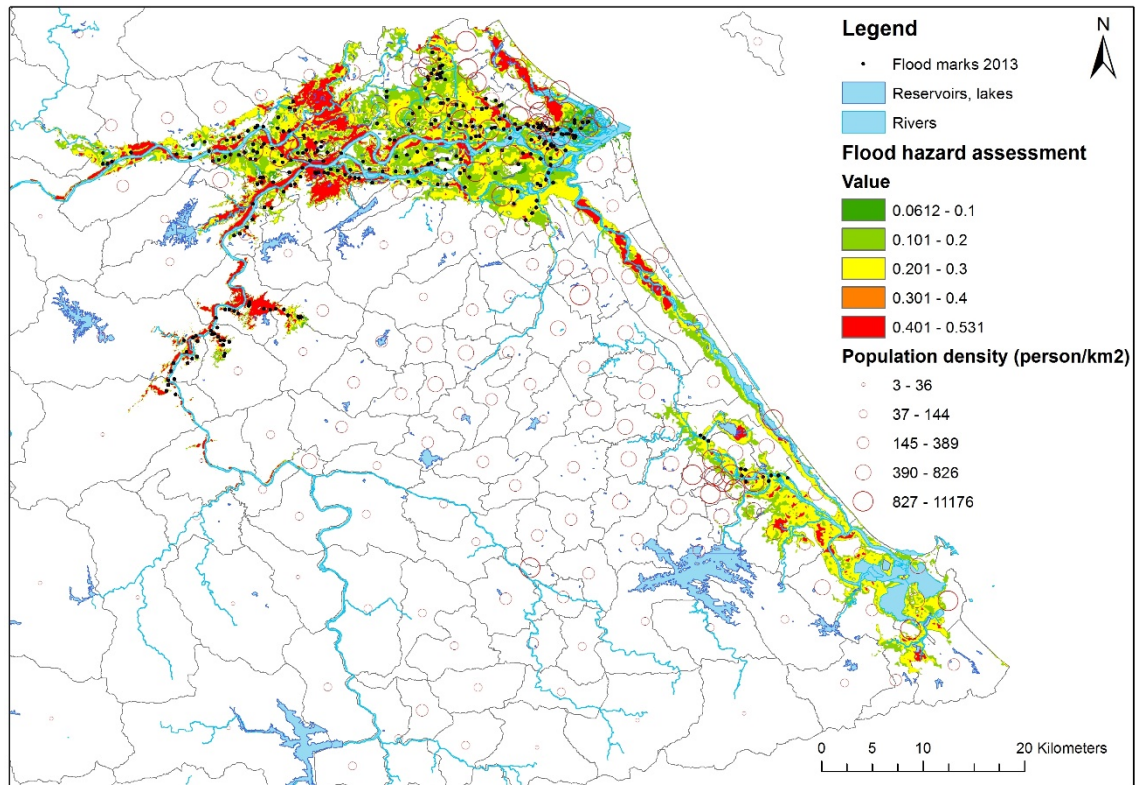 Legend
N
Flood marks 2013
Reservoirs, lakes
Rivers
Flood hazard assessment
Value
0.0612 - 0.1
0.101 - 0.2
0.201 - 0.3
0.301 - 0.4
0.401 - 0.531
Population density (person/km2)
3 - 36
37 - 144
145 - 389
390 - 826
827 - 11176
0 5 10 20 Kilometers